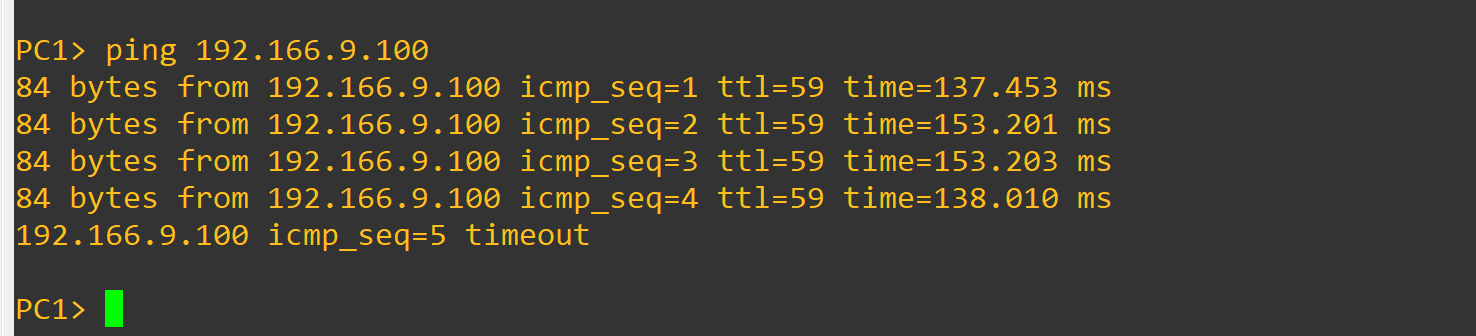 PC1> ping 192.166.9.100
84 bytes from 192.166.9.100 icmp_seq=1 ttl=59 time=137.453 ms
84 bytes from 192.166.9.100 icmp_seq=2 ttl=59 time=153.201 ms
84 bytes from 192.166.9.100 icmp_seq=3 ttl=59 time=153.203 ms
84 bytes from 192.166.9.100 icmp_seq=4 ttl=59 time=138.010 ms
192.166.9.100 icmp_seq=5 timeout
PC1>